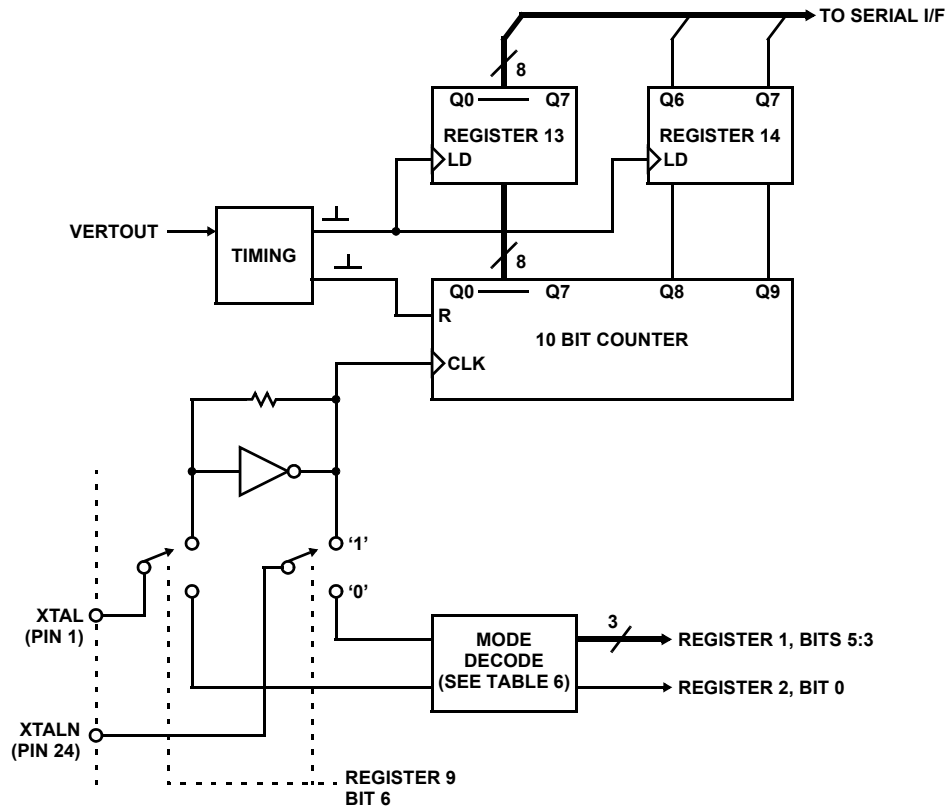 TO SERIAL I/F
8
Q0 Q7
REGISTER 13
LD
Q6 Q7
REGISTER 14
LD
VERTOUT
TIMING
8
Q0 Q7 Q8 Q9
R
10 BIT COUNTER
CLK
‘1’
‘0’
XTAL
(PIN 1)
MODE
DECODE
(SEE TABLE 6)
3
REGISTER 1, BITS 5:3
REGISTER 2, BIT 0
XTALN
(PIN 24)
REGISTER 9
BIT 6